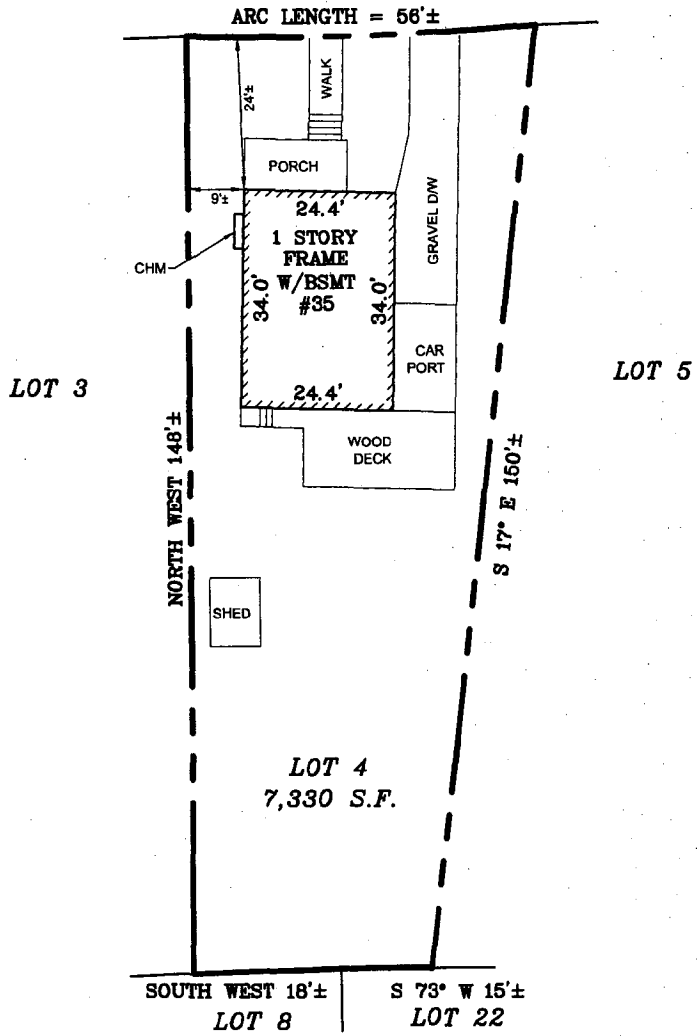 ARC LENGTH = 56'±
WALK
24'±
PORCH
9'±
24.4'
1 STORY
FRAME
W/BSMT
#35
CHM
34.0'
34.0'
GRAVEL D/W
CAR
PORT
LOT 3
LOT 5
24.4'
WOOD
DECK
NORTH WEST 148'±
S 17° E 150'±
SHED
LOT 4
7,330 S.F.
SOUTH WEST 18'±
S 73° W 15'±
LOT 8
LOT 22